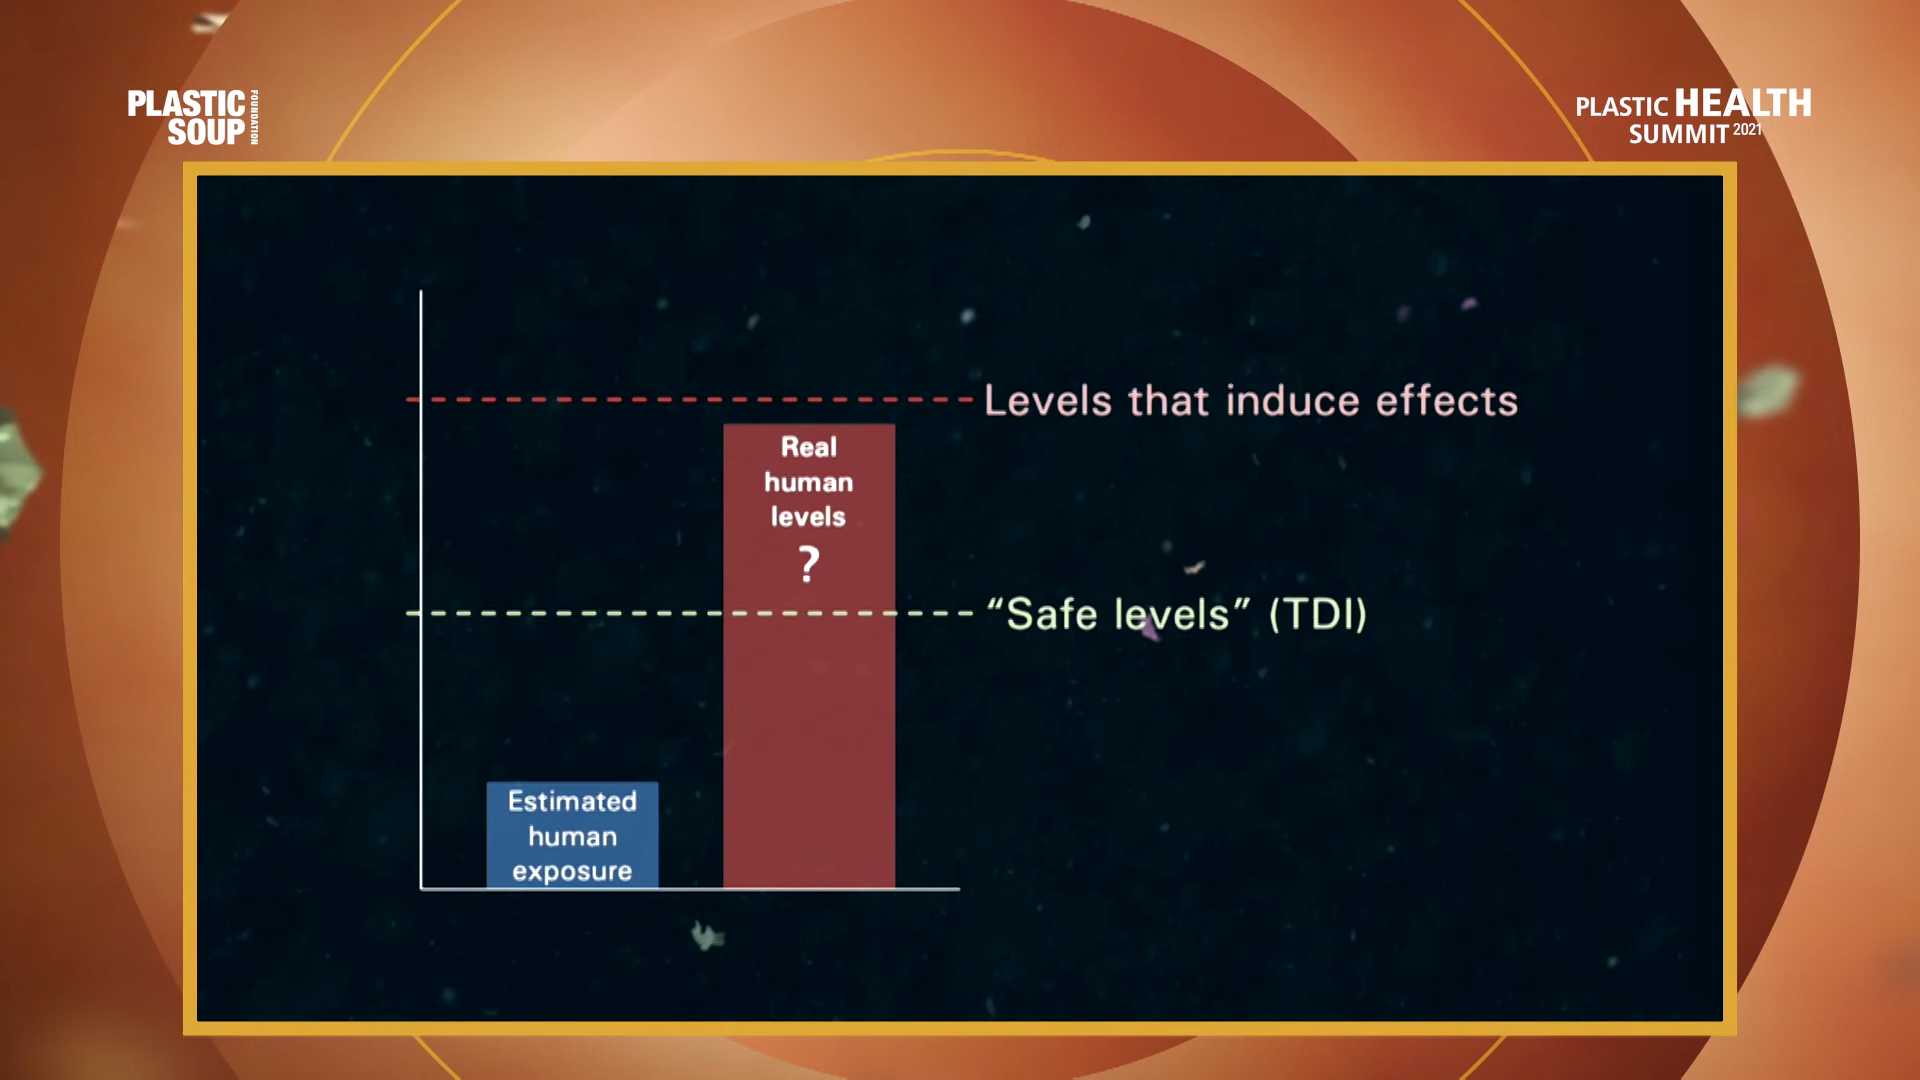 PLASTIC
SOUP
FOUNDATION
PLASTIC HEALTH
SUMMIT 2021
Levels that induce effects
Real
human
levels
?
“Safe levels” (TDI)
Estimated
human
exposure